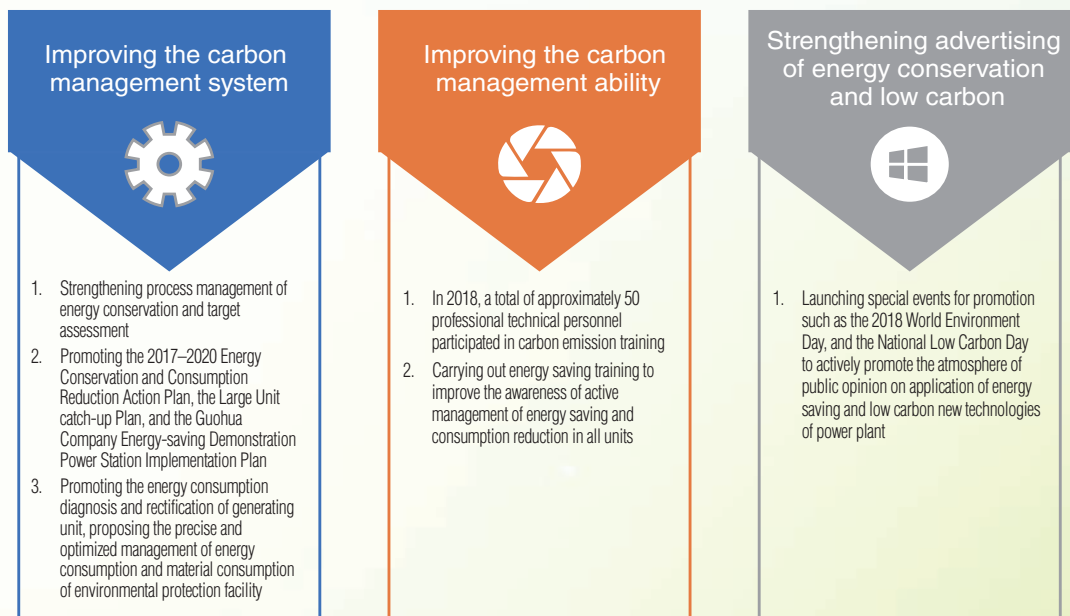 Improving the carbon
management system
1. Strengthening process management of
energy conservation and target
assessment
2. Promoting the 2017–2020 Energy
Conservation and Consumption
Reduction Action Plan, the Large Unit
catch-up Plan, and the Guohua
Company Energy-saving Demonstration
Power Station Implementation Plan
3. Promoting the energy consumption
diagnosis and rectification of generating
unit, proposing the precise and
optimized management of energy
consumption and material consumption
of environmental protection facility
Improving the carbon
management ability
1. In 2018, a total of approximately 50
professional technical personnel
participated in carbon emission training
2. Carrying out energy saving training to
improve the awareness of active
management of energy saving and
consumption reduction in all units
Strengthening advertising
of energy conservation
and low carbon
1. Launching special events for promotion
such as the 2018 World Environment
Day, and the National Low Carbon Day
to actively promote the atmosphere of
public opinion on application of energy
saving and low carbon new technologies
of power plant